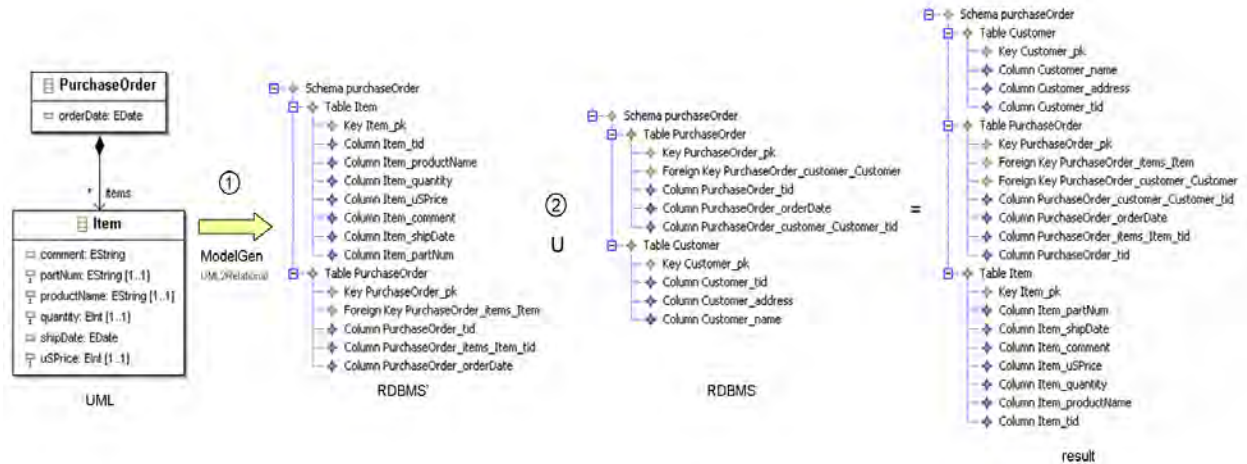 PurchaseOrder
orderDate: EDate
* items
Item
comment: EString
partNum: EString [1..1]
productName: EString [1..1]
quantity: EInt [1..1]
shipDate: EDate
uSPrice: EInt [1..1]
UML
1
ModelGen
UML2Relational
Schema purchaseOrder
Table Item
Key Item_pk
Column Item_tid
Column Item_productName
Column Item_quantity
Column Item_uSPrice
Column Item_comment
Column Item_shipDate
Column Item_partNum
Table PurchaseOrder
Key PurchaseOrder_pk
Foreign Key PurchaseOrder_items_Item
Column PurchaseOrder_tid
Column PurchaseOrder_items_Item_tid
Column PurchaseOrder_orderDate
RDBMS'
2
U
Schema purchaseOrder
Table PurchaseOrder
Key PurchaseOrder_pk
Foreign Key PurchaseOrder_customer_Customer
Column PurchaseOrder_tid
Column PurchaseOrder_orderDate
Column PurchaseOrder_customer_Customer_tid
Table Customer
Key Customer_pk
Column Customer_tid
Column Customer_address
Column Customer_name
RDBMS
=
Schema purchaseOrder
Table Customer
Key Customer_pk
Column Customer_name
Column Customer_address
Column Customer_tid
Table PurchaseOrder
Key PurchaseOrder_pk
Foreign Key PurchaseOrder_items_Item
Foreign Key PurchaseOrder_customer_Customer
Column PurchaseOrder_customer_Customer_tid
Column PurchaseOrder_orderDate
Column PurchaseOrder_items_Item_tid
Table Item
Key Item_pk
Column Item_partNum
Column Item_shipDate
Column Item_comment
Column Item_uSPrice
Column Item_quantity
Column Item_productName
Column Item_tid
result